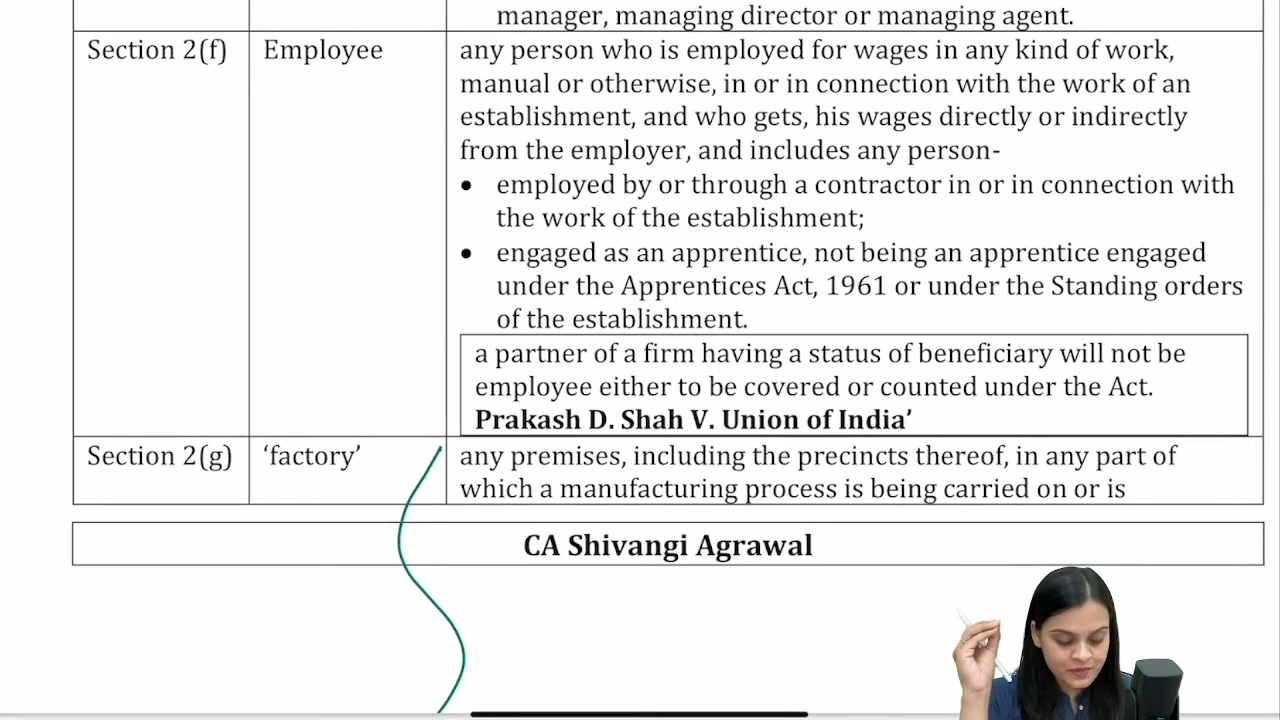 manager, managing director or managing agent.
Section 2(f) Employee any person who is employed for wages in any kind of work,
manual or otherwise, in or in connection with the work of an
establishment, and who gets, his wages directly or indirectly
from the employer, and includes any person-
• employed by or through a contractor in or in connection with
the work of the establishment;
• engaged as an apprentice, not being an apprentice engaged
under the Apprentices Act, 1961 or under the Standing orders
of the establishment.
a partner of a firm having a status of beneficiary will not be
employee either to be covered or counted under the Act.
Prakash D. Shah V. Union of India’
Section 2(g) ‘factory’ any premises, including the precincts thereof, in any part of
which a manufacturing process is being carried on or is
CA Shivangi Agrawal